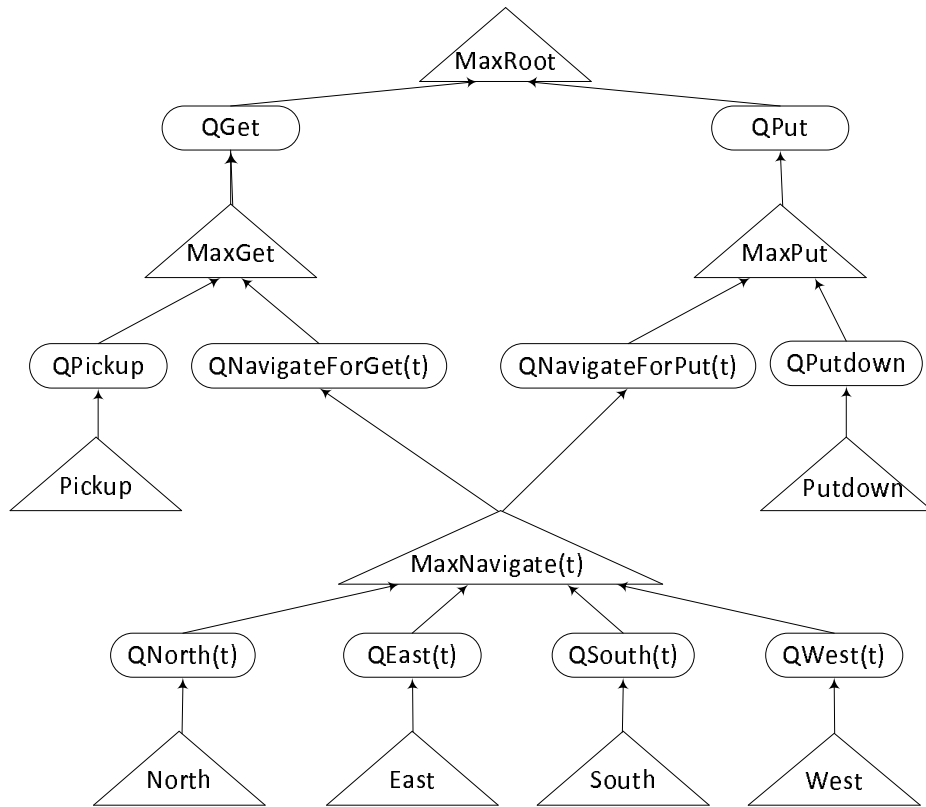 MaxRoot
QGet
QPut
MaxGet
MaxPut
QPickup
QNavigateForGet(t)
QNavigateForPut(t)
QPutdown
Pickup
Putdown
MaxNavigate(t)
QNorth(t)
QEast(t)
QSouth(t)
QWest(t)
North
East
South
West